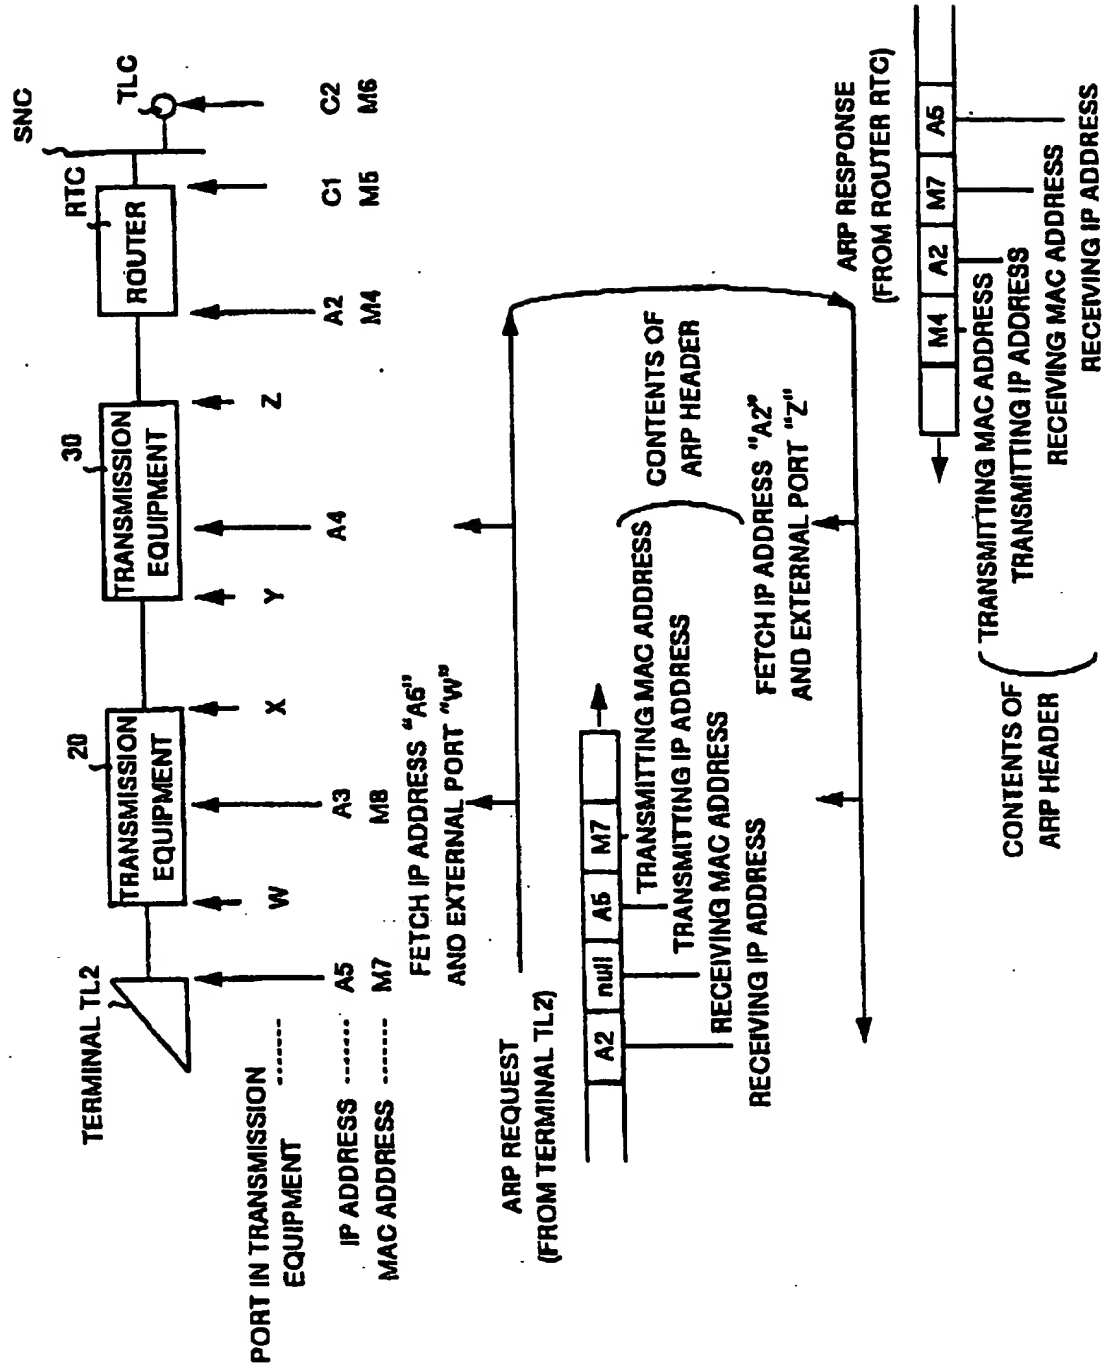 SNC
TLC
RTC
ROUTER
30
TRANSMISSION
EQUIPMENT
20
TRANSMISSION
EQUIPMENT
TERMINAL TL2
PORT IN TRANSMISSION
EQUIPMENT -------
W X Y Z
IP ADDRESS ------- A5 A3 A4 A2 C1 C2
MAC ADDRESS ------- M7 M8 M4 M5 M6
FETCH IP ADDRESS "A5"
AND EXTERNAL PORT "W"
ARP REQUEST
(FROM TERMINAL TL2)
A2 null A5 M7
TRANSMITTING MAC ADDRESS
TRANSMITTING IP ADDRESS
RECEIVING MAC ADDRESS
RECEIVING IP ADDRESS
CONTENTS OF
ARP HEADER
FETCH IP ADDRESS "A2"
AND EXTERNAL PORT "Z"
ARP RESPONSE
(FROM ROUTER RTC)
M4 A2 M7 A5
TRANSMITTING MAC ADDRESS
TRANSMITTING IP ADDRESS
RECEIVING MAC ADDRESS
RECEIVING IP ADDRESS
CONTENTS OF
ARP HEADER